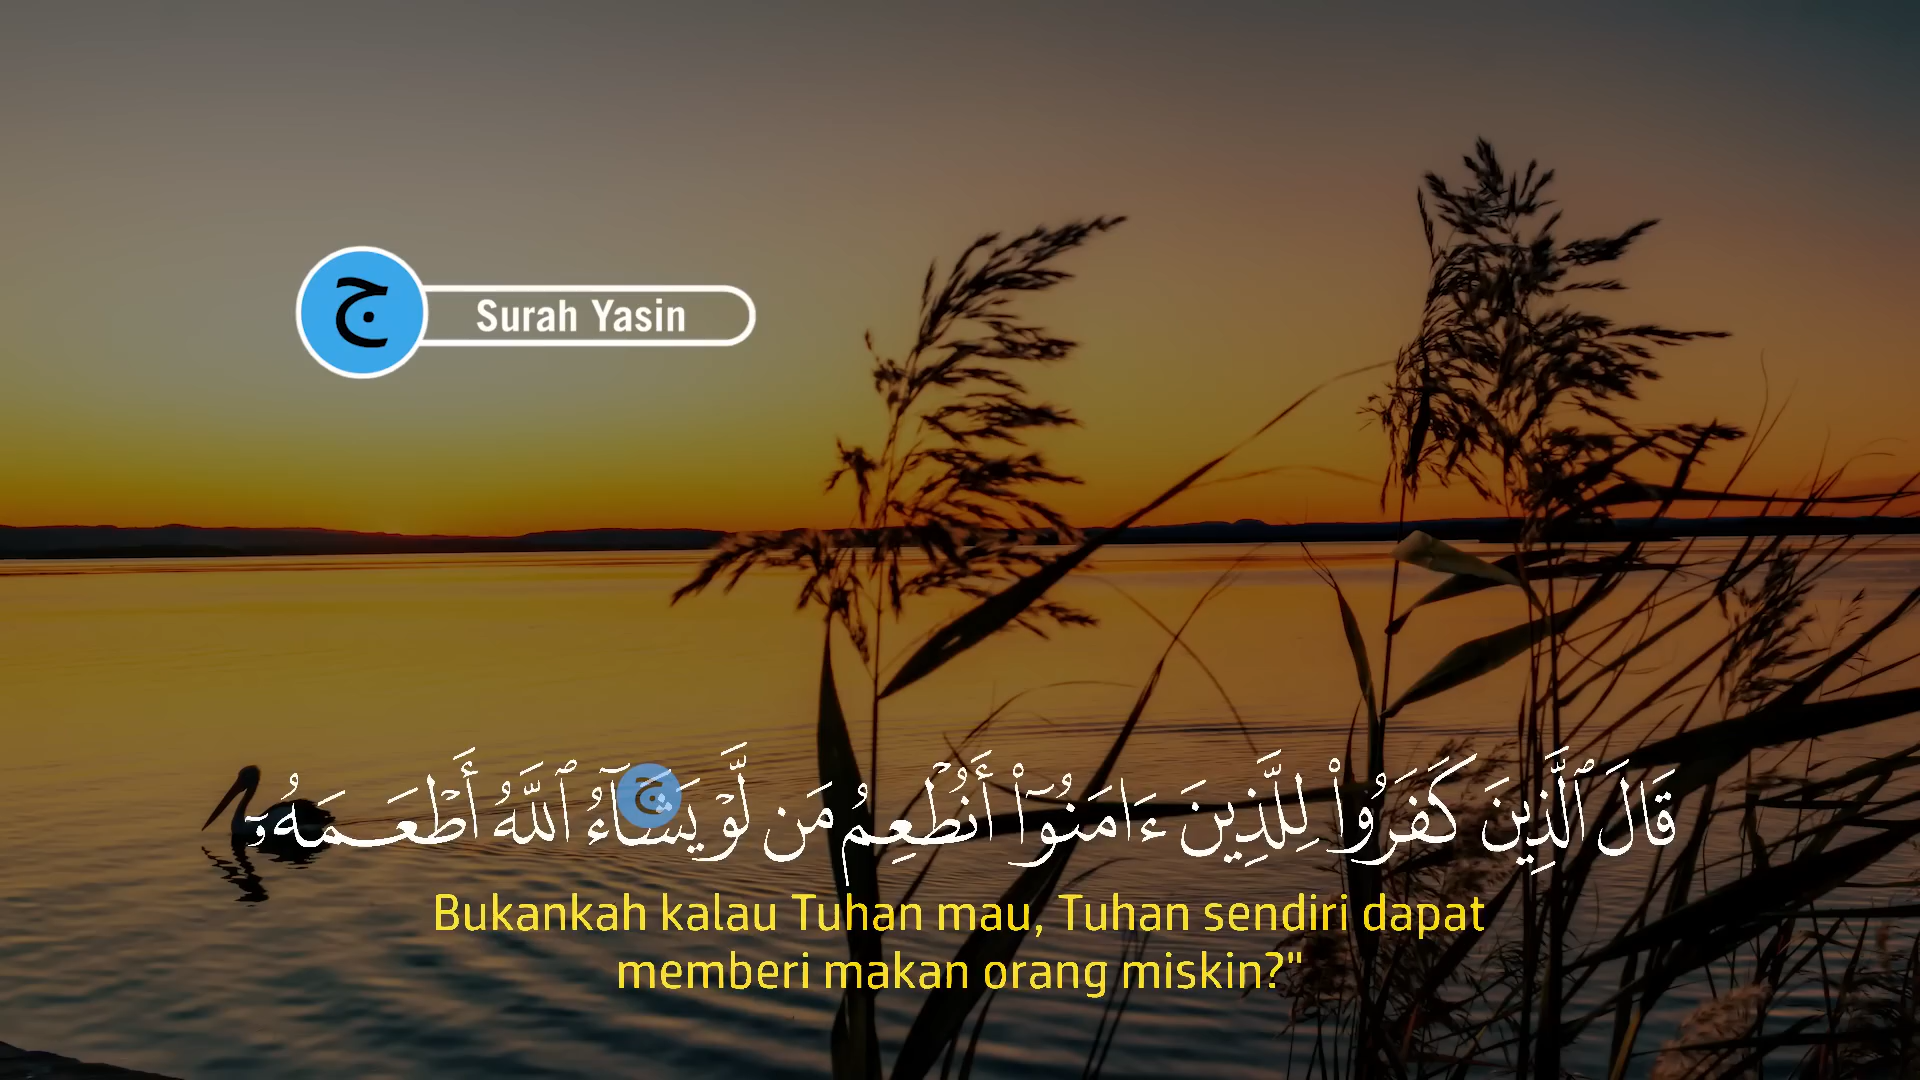 ج
Surah Yasin
قَالَ ٱلَّذِينَ كَفَرُوا۟ لِلَّذِينَ ءَامَنُوٓا۟ أَنُطْعِمُ مَن لَّوْ يَشَآءُ ٱللَّهُ أَطْعَمَهُۥٓ
ج
Bukankah kalau Tuhan mau, Tuhan sendiri dapat
memberi makan orang miskin?"